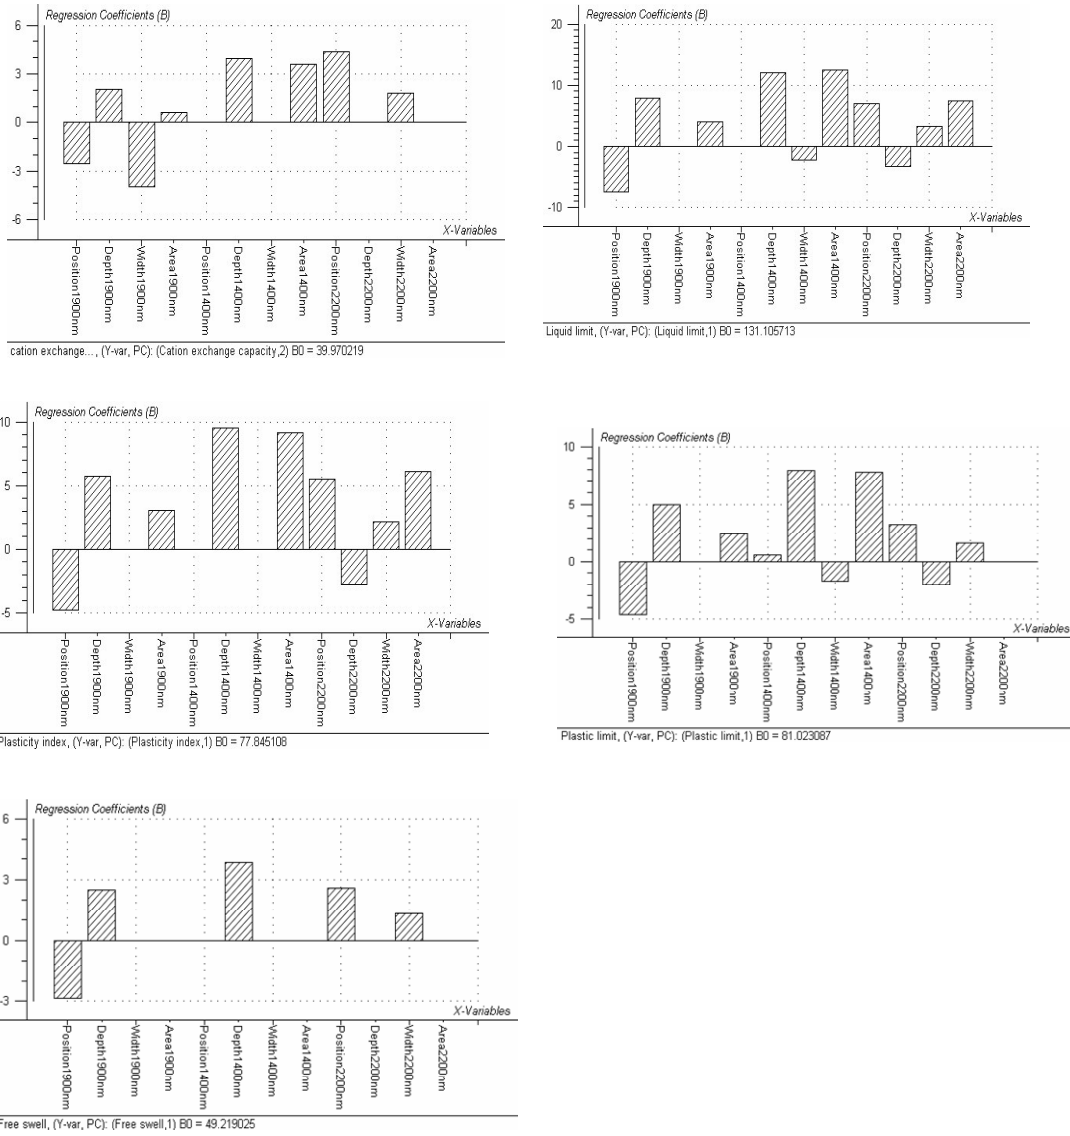 Regression Coefficients (B)
6
3
0
-3
-6
X-Variables
Position1900nm
Depth1900nm
Width1900nm
Area1900nm
Position1400nm
Depth1400nm
Width1400nm
Area1400nm
Position2200nm
Depth2200nm
Width2200nm
Area2200nm
cation exchange..., (Y-var, PC): (Cation exchange capacity,2) B0 = 39.970219
Regression Coefficients (B)
20
10
0
-10
X-Variables
Position1900nm
Depth1900nm
Width1900nm
Area1900nm
Position1400nm
Depth1400nm
Width1400nm
Area1400nm
Position2200nm
Depth2200nm
Width2200nm
Area2200nm
Liquid limit, (Y-var, PC): (Liquid limit,1) B0 = 131.105713
Regression Coefficients (B)
10
5
0
-5
X-Variables
Position1900nm
Depth1900nm
Width1900nm
Area1900nm
Position1400nm
Depth1400nm
Width1400nm
Area1400nm
Position2200nm
Depth2200nm
Width2200nm
Area2200nm
Plasticity index, (Y-var, PC): (Plasticity index,1) B0 = 77.845108
Regression Coefficients (B)
10
5
0
-5
X-Variables
Position1900nm
Depth1900nm
Width1900nm
Area1900nm
Position1400nm
Depth1400nm
Width1400nm
Area1400nm
Position2200nm
Depth2200nm
Width2200nm
Area2200nm
Plastic limit, (Y-var, PC): (Plastic limit,1) B0 = 81.023087
Regression Coefficients (B)
6
3
0
-3
X-Variables
Position1900nm
Depth1900nm
Width1900nm
Area1900nm
Position1400nm
Depth1400nm
Width1400nm
Area1400nm
Position2200nm
Depth2200nm
Width2200nm
Area2200nm
Free swell, (Y-var, PC): (Free swell,1) B0 = 49.219025